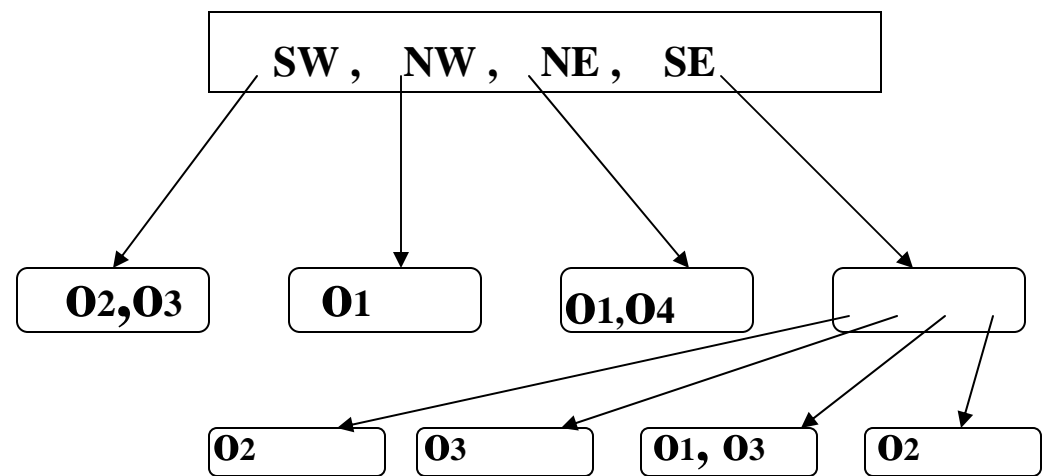 SW , NW , NE , SE
O2,O3
O1
O1,O4
O2
O3
O1, O3
O2